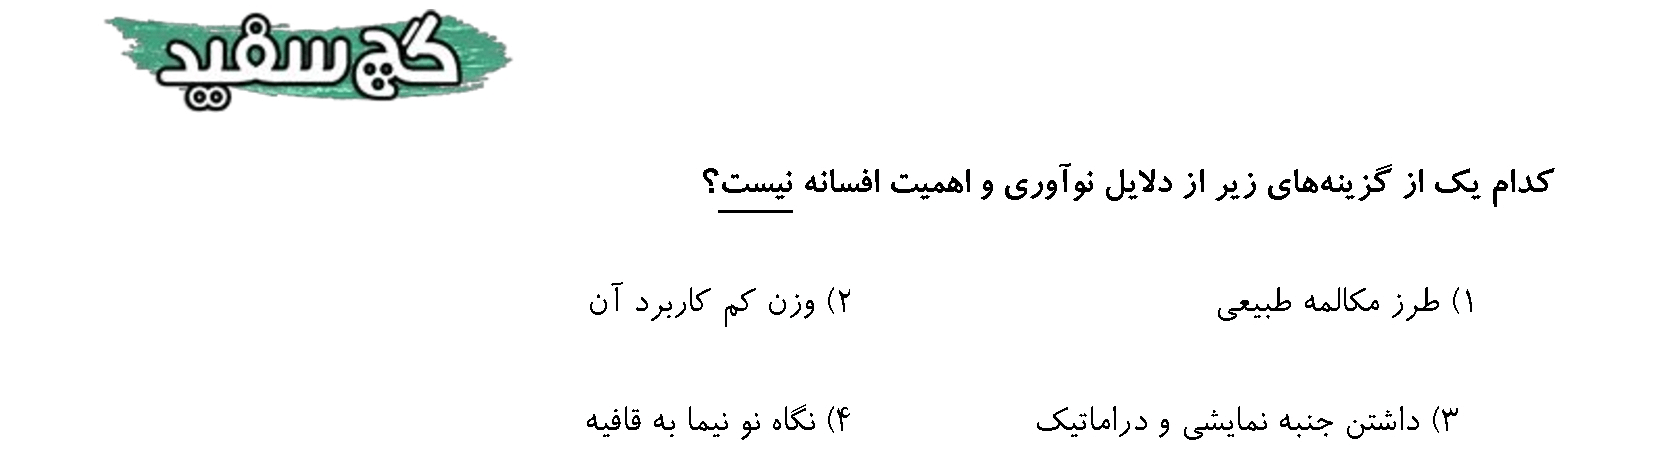 گچ سفید
کدام یک از گزینه‌های زیر از دلایل نوآوری و اهمیت افسانه نیست؟
۱) طرز مکالمه طبیعی ۲) وزن کم کاربرد آن
۳) داشتن جنبه نمایشی و دراماتیک ۴) نگاه نو نیما به قافیه